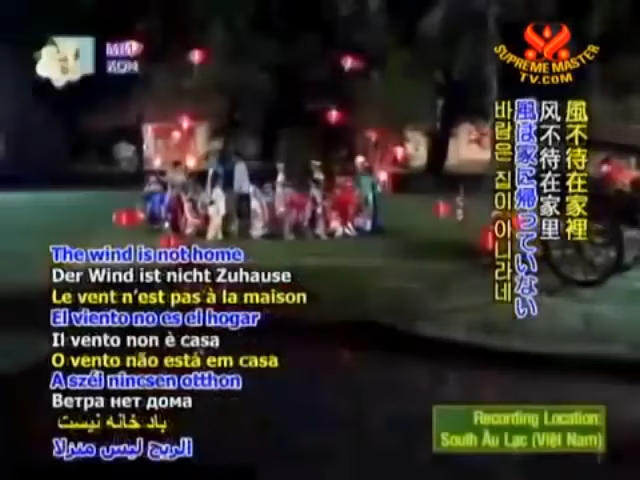 SUPREME MASTER
TV.COM
風不待在家裡
风不待在家里
風は家に帰っていない
바람은 집이 아니라네
The wind is not home
Der Wind ist nicht Zuhause
Le vent n'est pas à la maison
El viento no es el hogar
Il vento non è casa
O vento não está em casa
A szél nincsen otthon
Ветра нет дома
باد خانه نیست
الريح ليس منزلا
Recording Location:
South Âu Lạc (Việt Nam)